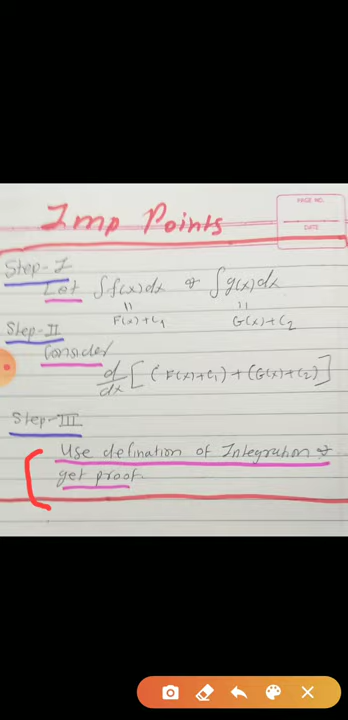 PAGE NO.
DATE
Imp Points
Step-I
Let ∫f(x)dx & ∫g(x)dx
= =
F(x)+C₁ G(x)+C₂
Step-II
Consider
d/dx [(F(x)+C₁)+(G(x)+C₂)]
Step-III
Use defination of Integration &
get proof.